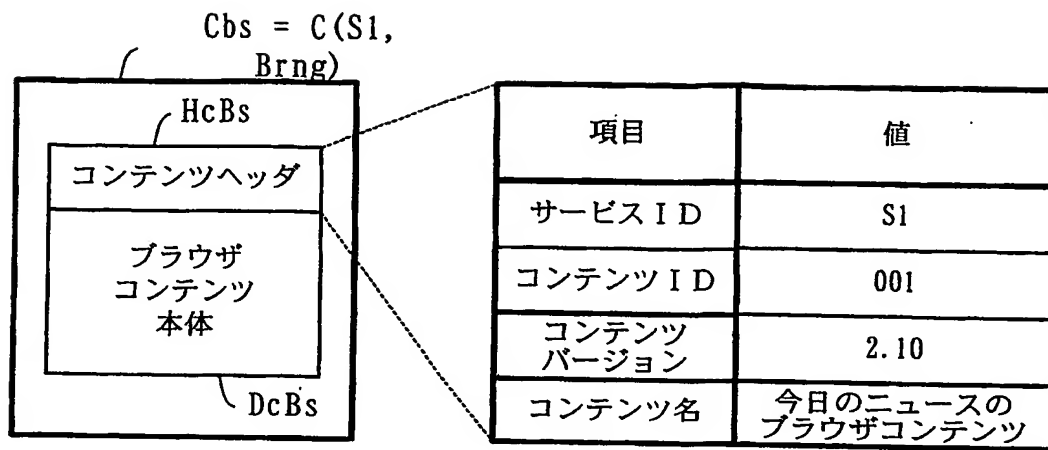 Cbs = C(S1,
Brng)
HcBs
コンテンツヘッダ
ブラウザ
コンテンツ
本体
DcBs
項目
値
サービスID
S1
コンテンツID
001
コンテンツ
バージョン
2.10
コンテンツ名
今日のニュースの
ブラウザコンテンツ